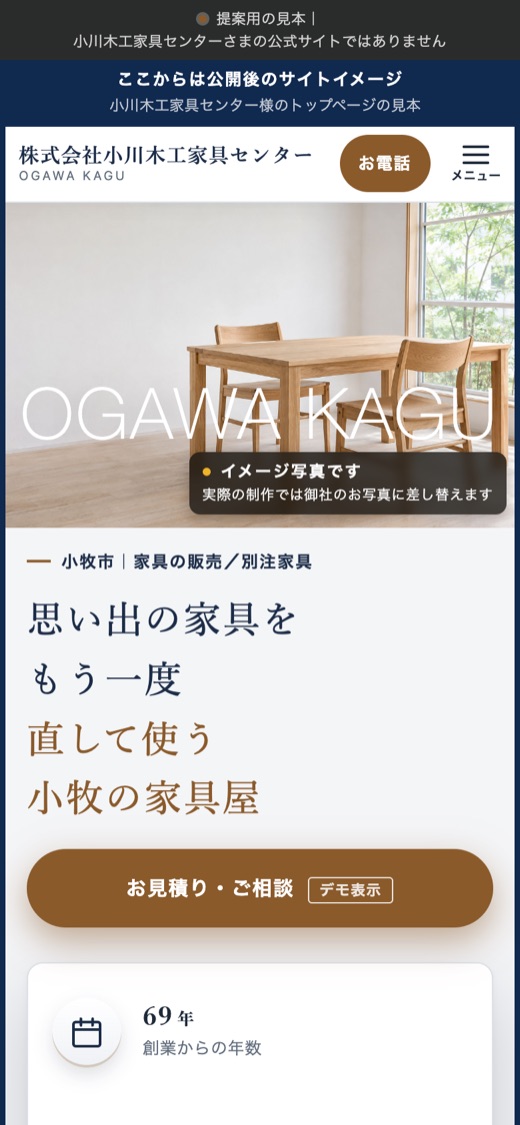 提案用の見本｜
小川木工家具センターさまの公式サイトではありません
ここからは公開後のサイトイメージ
小川木工家具センター様のトップページの見本
株式会社小川木工家具センター
OGAWA KAGU
お電話
メニュー
OGAWA KAGU
イメージ写真です
実際の制作では御社のお写真に差し替えます
小牧市｜家具の販売／別注家具
思い出の家具を
もう一度
直して使う
小牧の家具屋
お見積り・ご相談 デモ表示
69年
創業からの年数